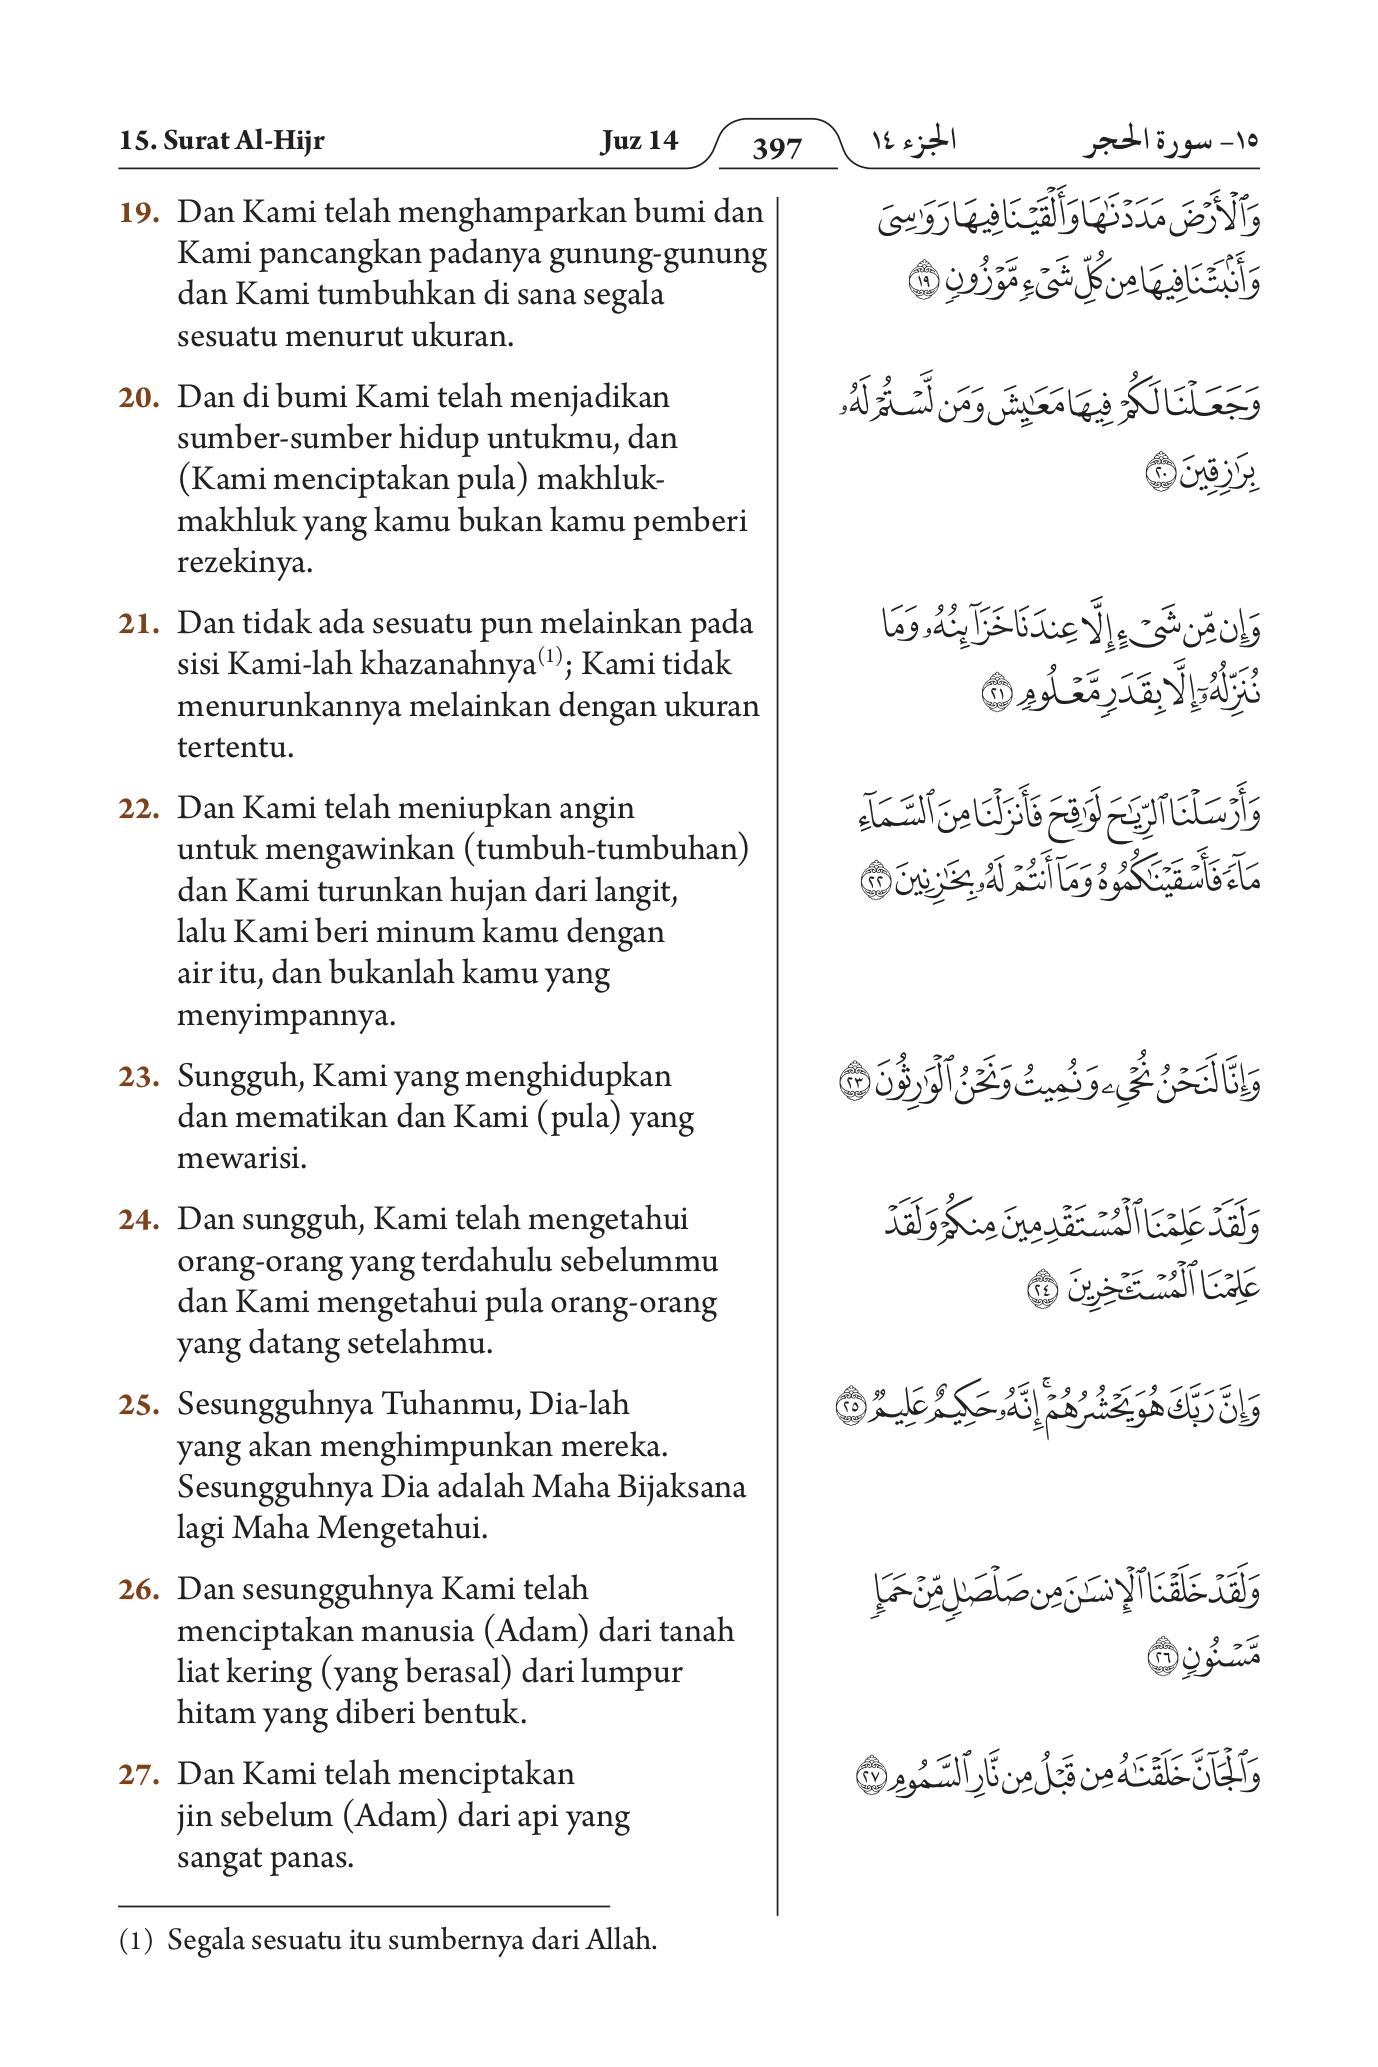 15. Surat Al-Hijr Juz 14 397 الجزء ١٤ ١٥- سورة الحجر
19. Dan Kami telah menghamparkan bumi dan
Kami pancangkan padanya gunung-gunung
dan Kami tumbuhkan di sana segala
sesuatu menurut ukuran.
20. Dan di bumi Kami telah menjadikan
sumber-sumber hidup untukmu, dan
(Kami menciptakan pula) makhluk-
makhluk yang kamu bukan kamu pemberi
rezekinya.
21. Dan tidak ada sesuatu pun melainkan pada
sisi Kami-lah khazanahnya(1); Kami tidak
menurunkannya melainkan dengan ukuran
tertentu.
22. Dan Kami telah meniupkan angin
untuk mengawinkan (tumbuh-tumbuhan)
dan Kami turunkan hujan dari langit,
lalu Kami beri minum kamu dengan
air itu, dan bukanlah kamu yang
menyimpannya.
23. Sungguh, Kami yang menghidupkan
dan mematikan dan Kami (pula) yang
mewarisi.
24. Dan sungguh, Kami telah mengetahui
orang-orang yang terdahulu sebelummu
dan Kami mengetahui pula orang-orang
yang datang setelahmu.
25. Sesungguhnya Tuhanmu, Dia-lah
yang akan menghimpunkan mereka.
Sesungguhnya Dia adalah Maha Bijaksana
lagi Maha Mengetahui.
26. Dan sesungguhnya Kami telah
menciptakan manusia (Adam) dari tanah
liat kering (yang berasal) dari lumpur
hitam yang diberi bentuk.
27. Dan Kami telah menciptakan
jin sebelum (Adam) dari api yang
sangat panas.
(1) Segala sesuatu itu sumbernya dari Allah.
وَٱلْأَرْضَ مَدَدْنَٰهَا وَأَلْقَيْنَا فِيهَا رَوَٰسِىَ
وَأَنۢبَتْنَا فِيهَا مِن كُلِّ شَىْءٍ مَّوْزُونٍ ١٩
وَجَعَلْنَا لَكُمْ فِيهَا مَعَٰيِشَ وَمَن لَّسْتُمْ لَهُۥ
بِرَٰزِقِينَ ٢٠
وَإِن مِّن شَىْءٍ إِلَّا عِندَنَا خَزَآئِنُهُۥ وَمَا
نُنَزِّلُهُۥٓ إِلَّا بِقَدَرٍ مَّعْلُومٍ ٢١
وَأَرْسَلْنَا ٱلرِّيَٰحَ لَوَٰقِحَ فَأَنزَلْنَا مِنَ ٱلسَّمَآءِ
مَآءً فَأَسْقَيْنَٰكُمُوهُ وَمَآ أَنتُمْ لَهُۥ بِخَٰزِنِينَ ٢٢
وَإِنَّا لَنَحْنُ نُحْىِۦ وَنُمِيتُ وَنَحْنُ ٱلْوَٰرِثُونَ ٢٣
وَلَقَدْ عَلِمْنَا ٱلْمُسْتَقْدِمِينَ مِنكُمْ وَلَقَدْ
عَلِمْنَا ٱلْمُسْتَـْٔخِرِينَ ٢٤
وَإِنَّ رَبَّكَ هُوَ يَحْشُرُهُمْ ۚ إِنَّهُۥ حَكِيمٌ عَلِيمٌ ٢٥
وَلَقَدْ خَلَقْنَا ٱلْإِنسَٰنَ مِن صَلْصَٰلٍ مِّنْ حَمَإٍ
مَّسْنُونٍ ٢٦
وَٱلْجَآنَّ خَلَقْنَٰهُ مِن قَبْلُ مِن نَّارِ ٱلسَّمُومِ ٢٧